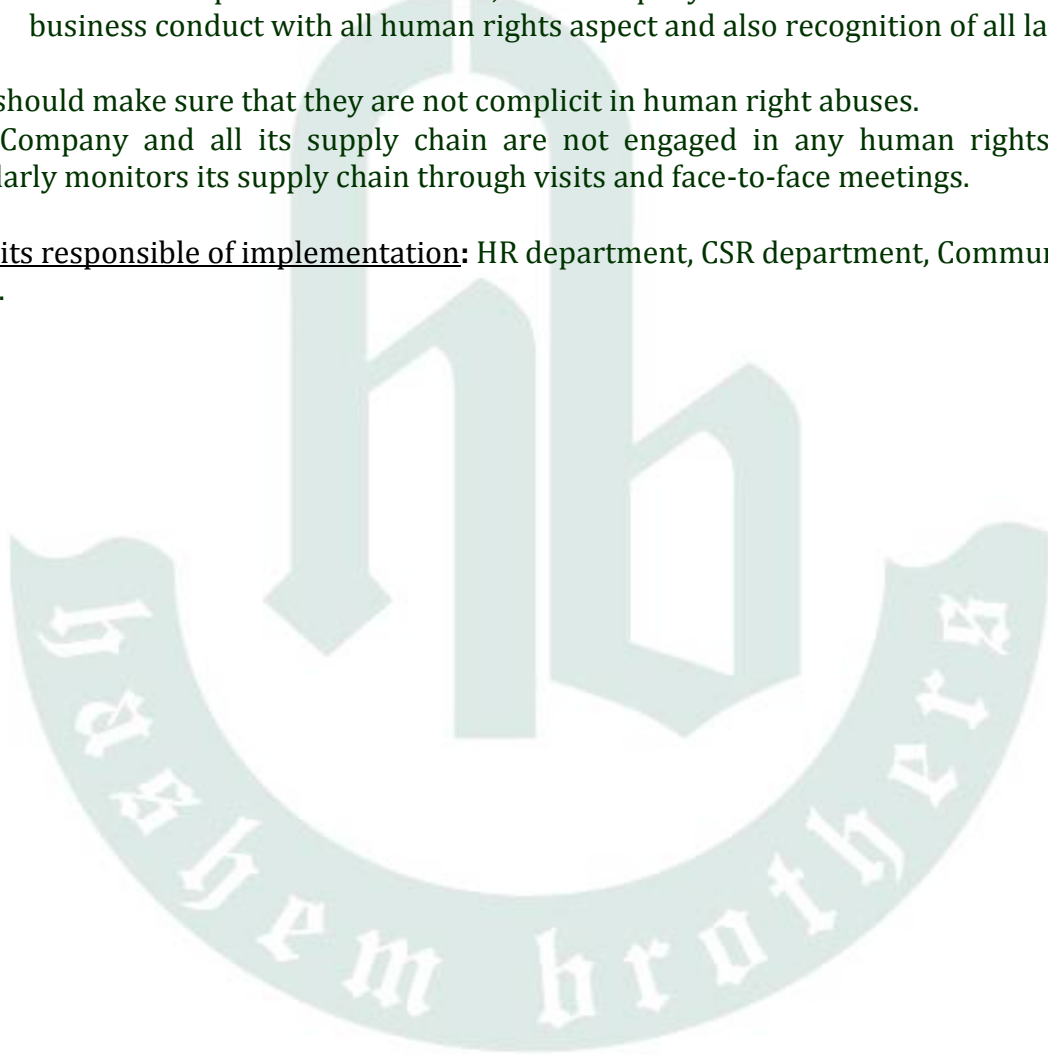 business conduct with all human rights aspect and also recognition of all la
should make sure that they are not complicit in human right abuses.
Company and all its supply chain are not engaged in any human rights
larly monitors its supply chain through visits and face-to-face meetings.
its responsible of implementation: HR department, CSR department, Commu
.
hb
hashem brothers